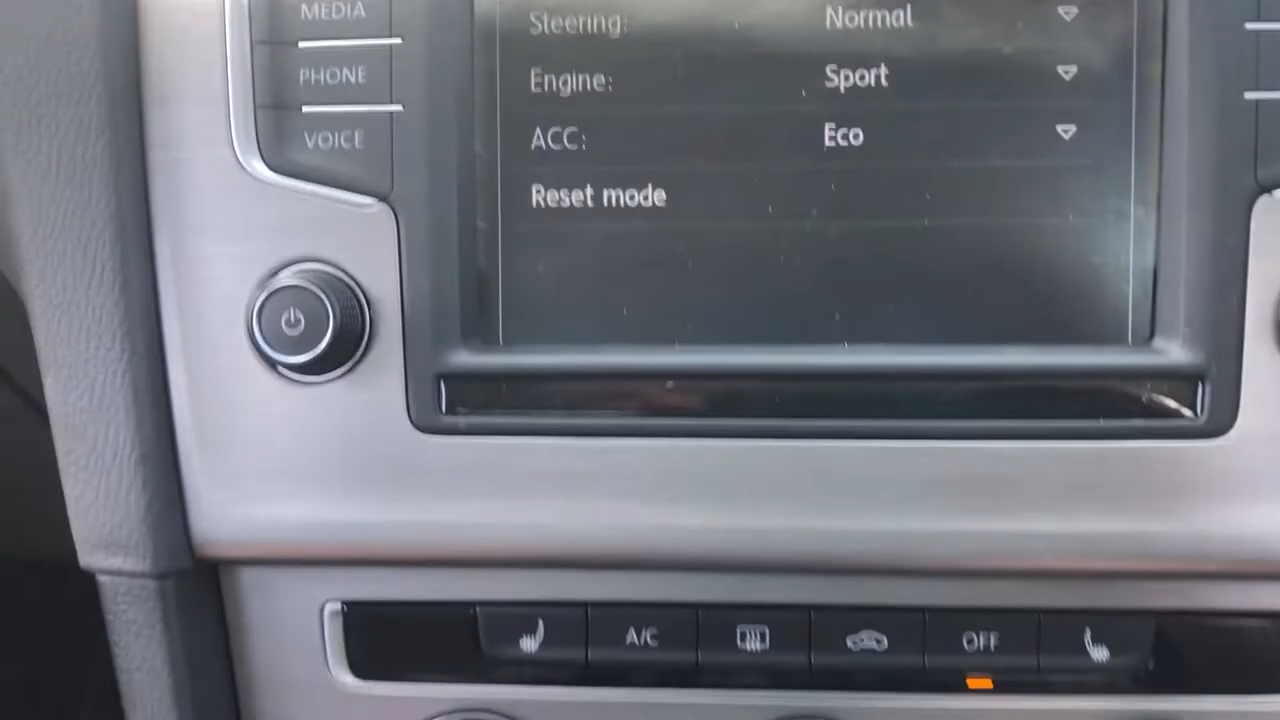 MEDIA
Steering: Normal
PHONE
Engine: Sport
VOICE
ACC: Eco
Reset mode
A/C
OFF